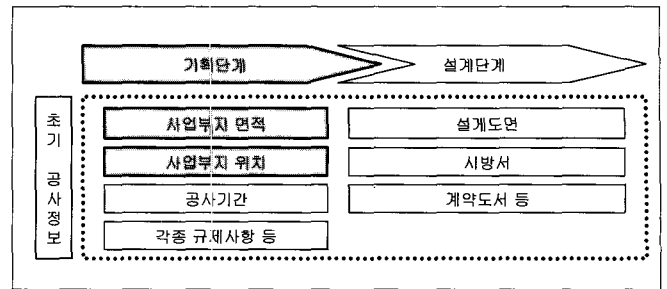 기획단계
설계단계
초기 공사정보
사업부지 면적
설계도면
사업부지 위치
시방서
공사기간
계약도서 등
각종 규제사항 등